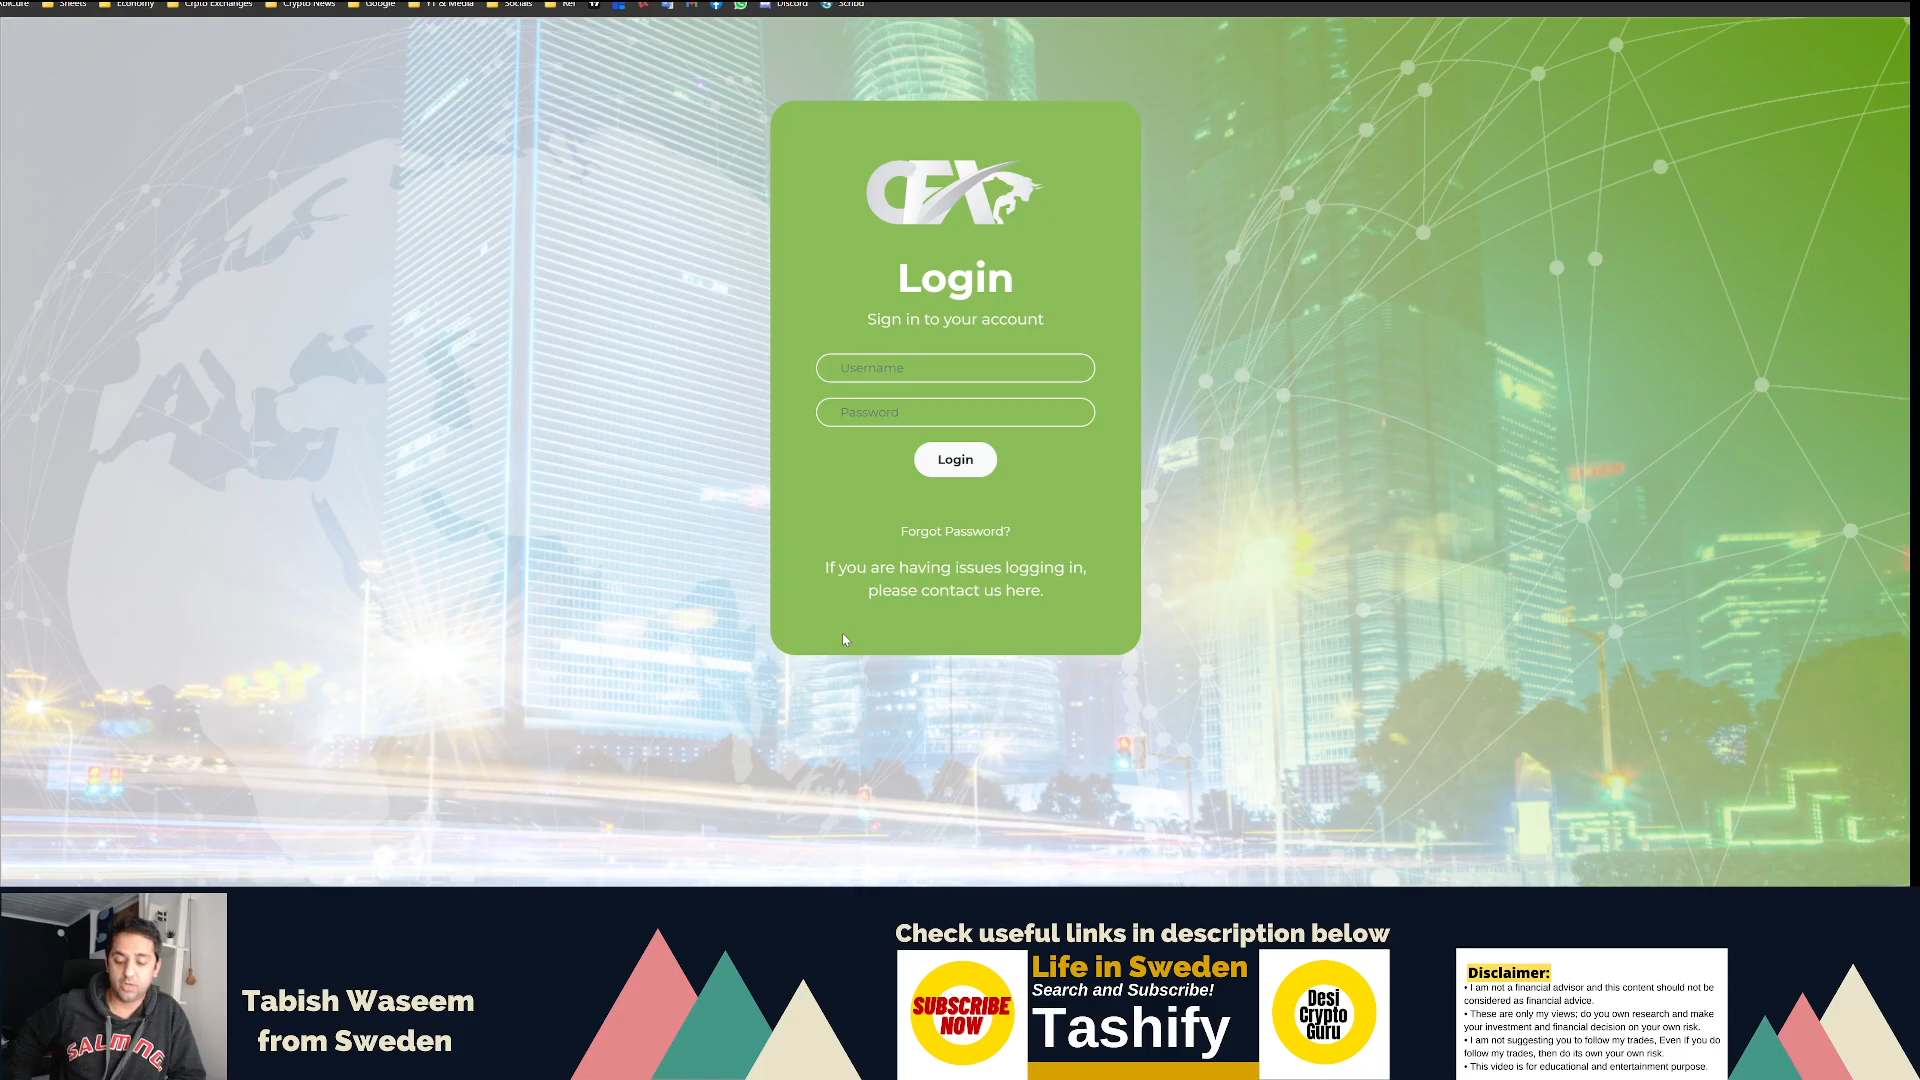 Sheets
Economy
Crpto Exchanges
Crypto News
Google
YT & Media
Socials
Discord
Scribd
CFX
Login
Sign in to your account
Username
Password
Login
Forgot Password?
If you are having issues logging in,
please contact us here.
SALMING
Tabish Waseem
from Sweden
Check useful links in description below
SUBSCRIBE
NOW
Life in Sweden
Search and Subscribe!
Tashify
Desi
Crypto
Guru
Disclaimer:
• I am not a financial advisor and this content should not be
considered as financial advice.
• These are only my views; do you own research and make
your investment and financial decision on your own risk.
• I am not suggesting you to follow my trades, Even if you do
follow my trades, then do its own your own risk.
• This video is for educational and entertainment purpose.